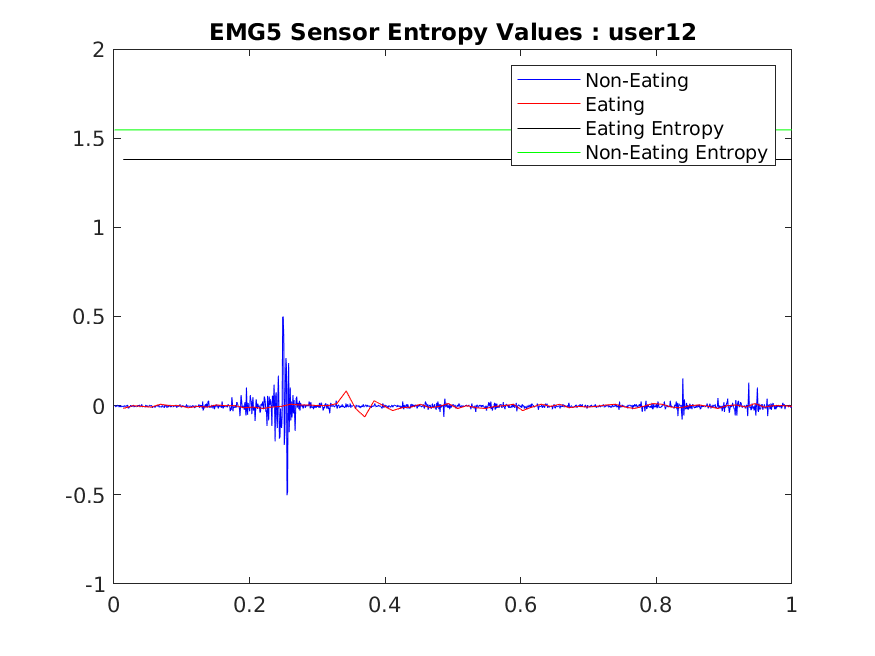 EMG5 Sensor Entropy Values : user12
2
Non-Eating
Eating
Eating Entropy
Non-Eating Entropy
1.5
1
0.5
0
-0.5
-1
0 0.2 0.4 0.6 0.8 1